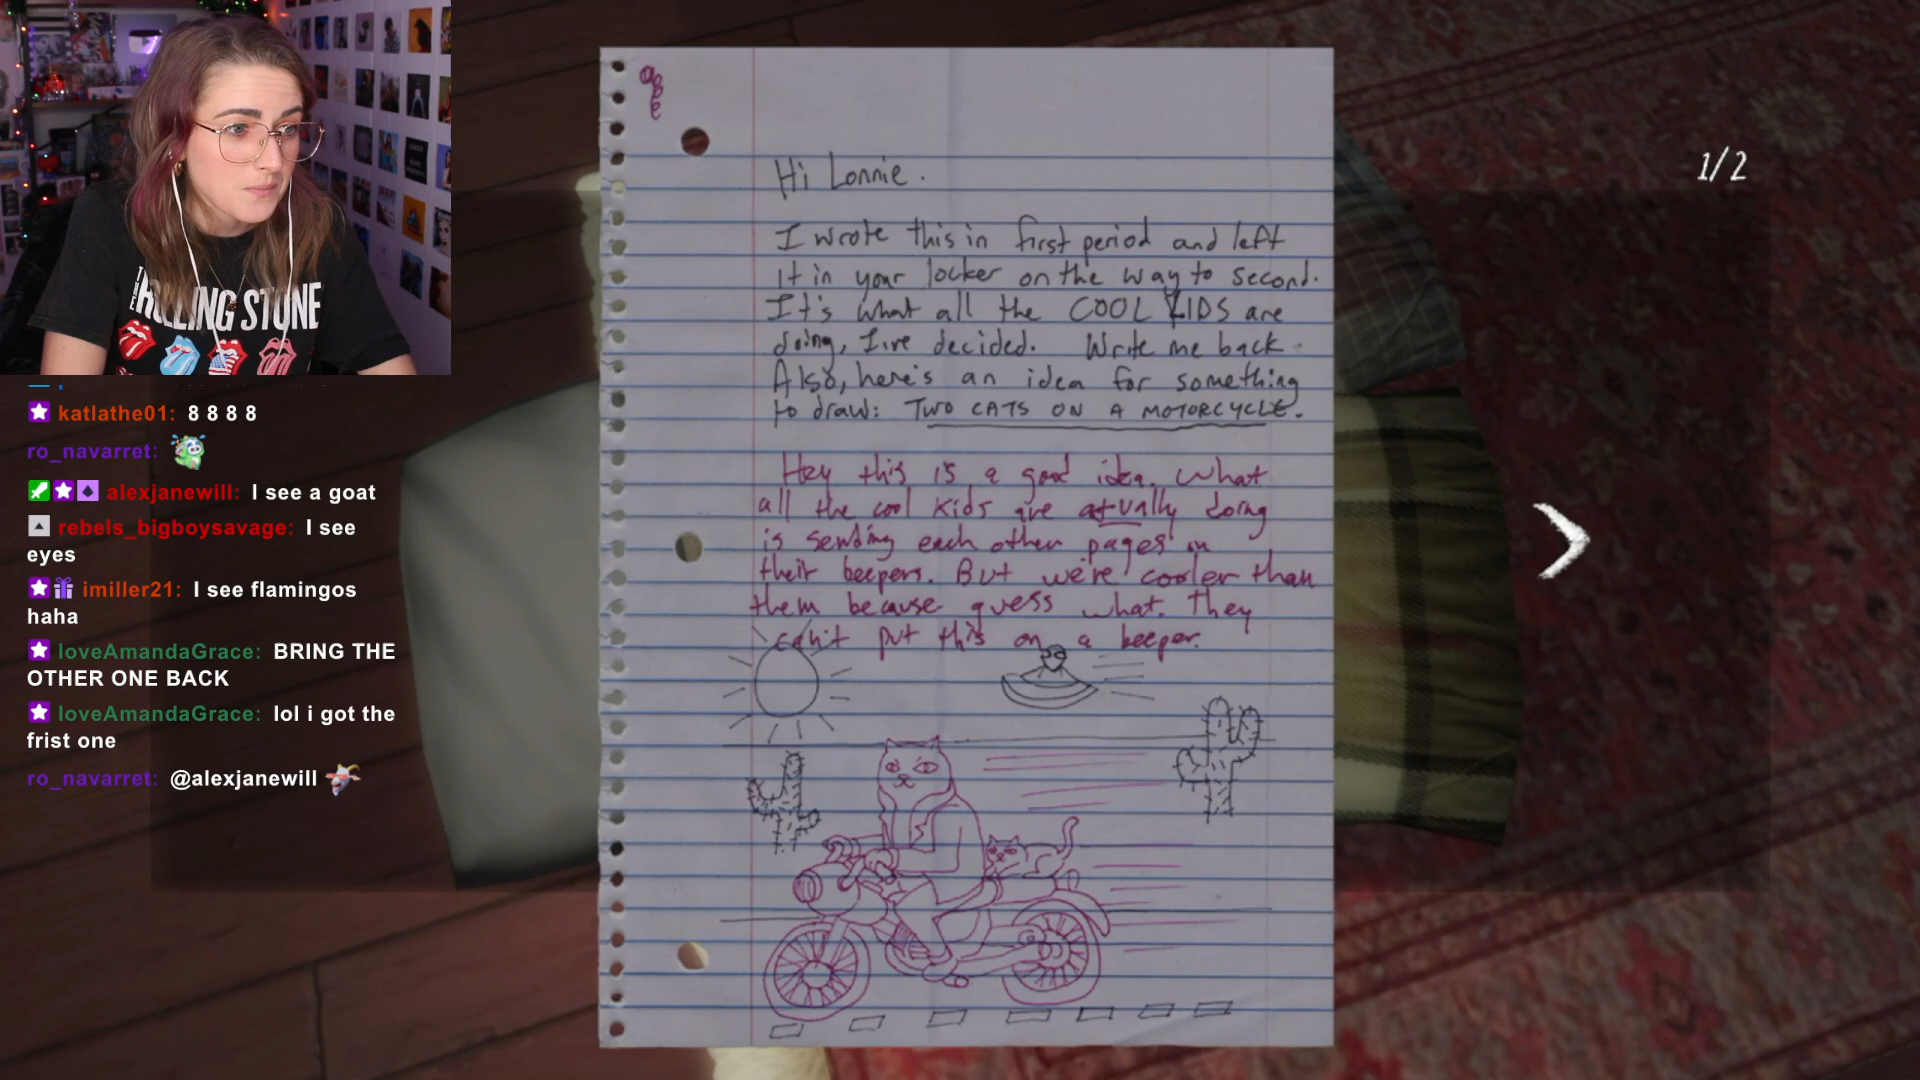 THE
ROLLING STONE
katlathe01: 8 8 8 8
ro_navarret:
alexjanewill: I see a goat
rebels_bigboysavage: I see
eyes
imiller21: I see flamingos
haha
loveAmandaGrace: BRING THE
OTHER ONE BACK
loveAmandaGrace: lol i got the
frist one
ro_navarret: @alexjanewill
Hi Lonnie.
I wrote this in first period and left
it in your locker on the way to second.
It's what all the COOL KIDS are
doing, I've decided. Write me back.
Also, here's an idea for something
to draw: TWO CATS ON A MOTORCYCLE.
Hey this is a good idea. What
all the cool kids are actually doing
is sending each other pages on
their beepers. But we're cooler than
them because guess what. They
can't put this on a beeper.
1/2